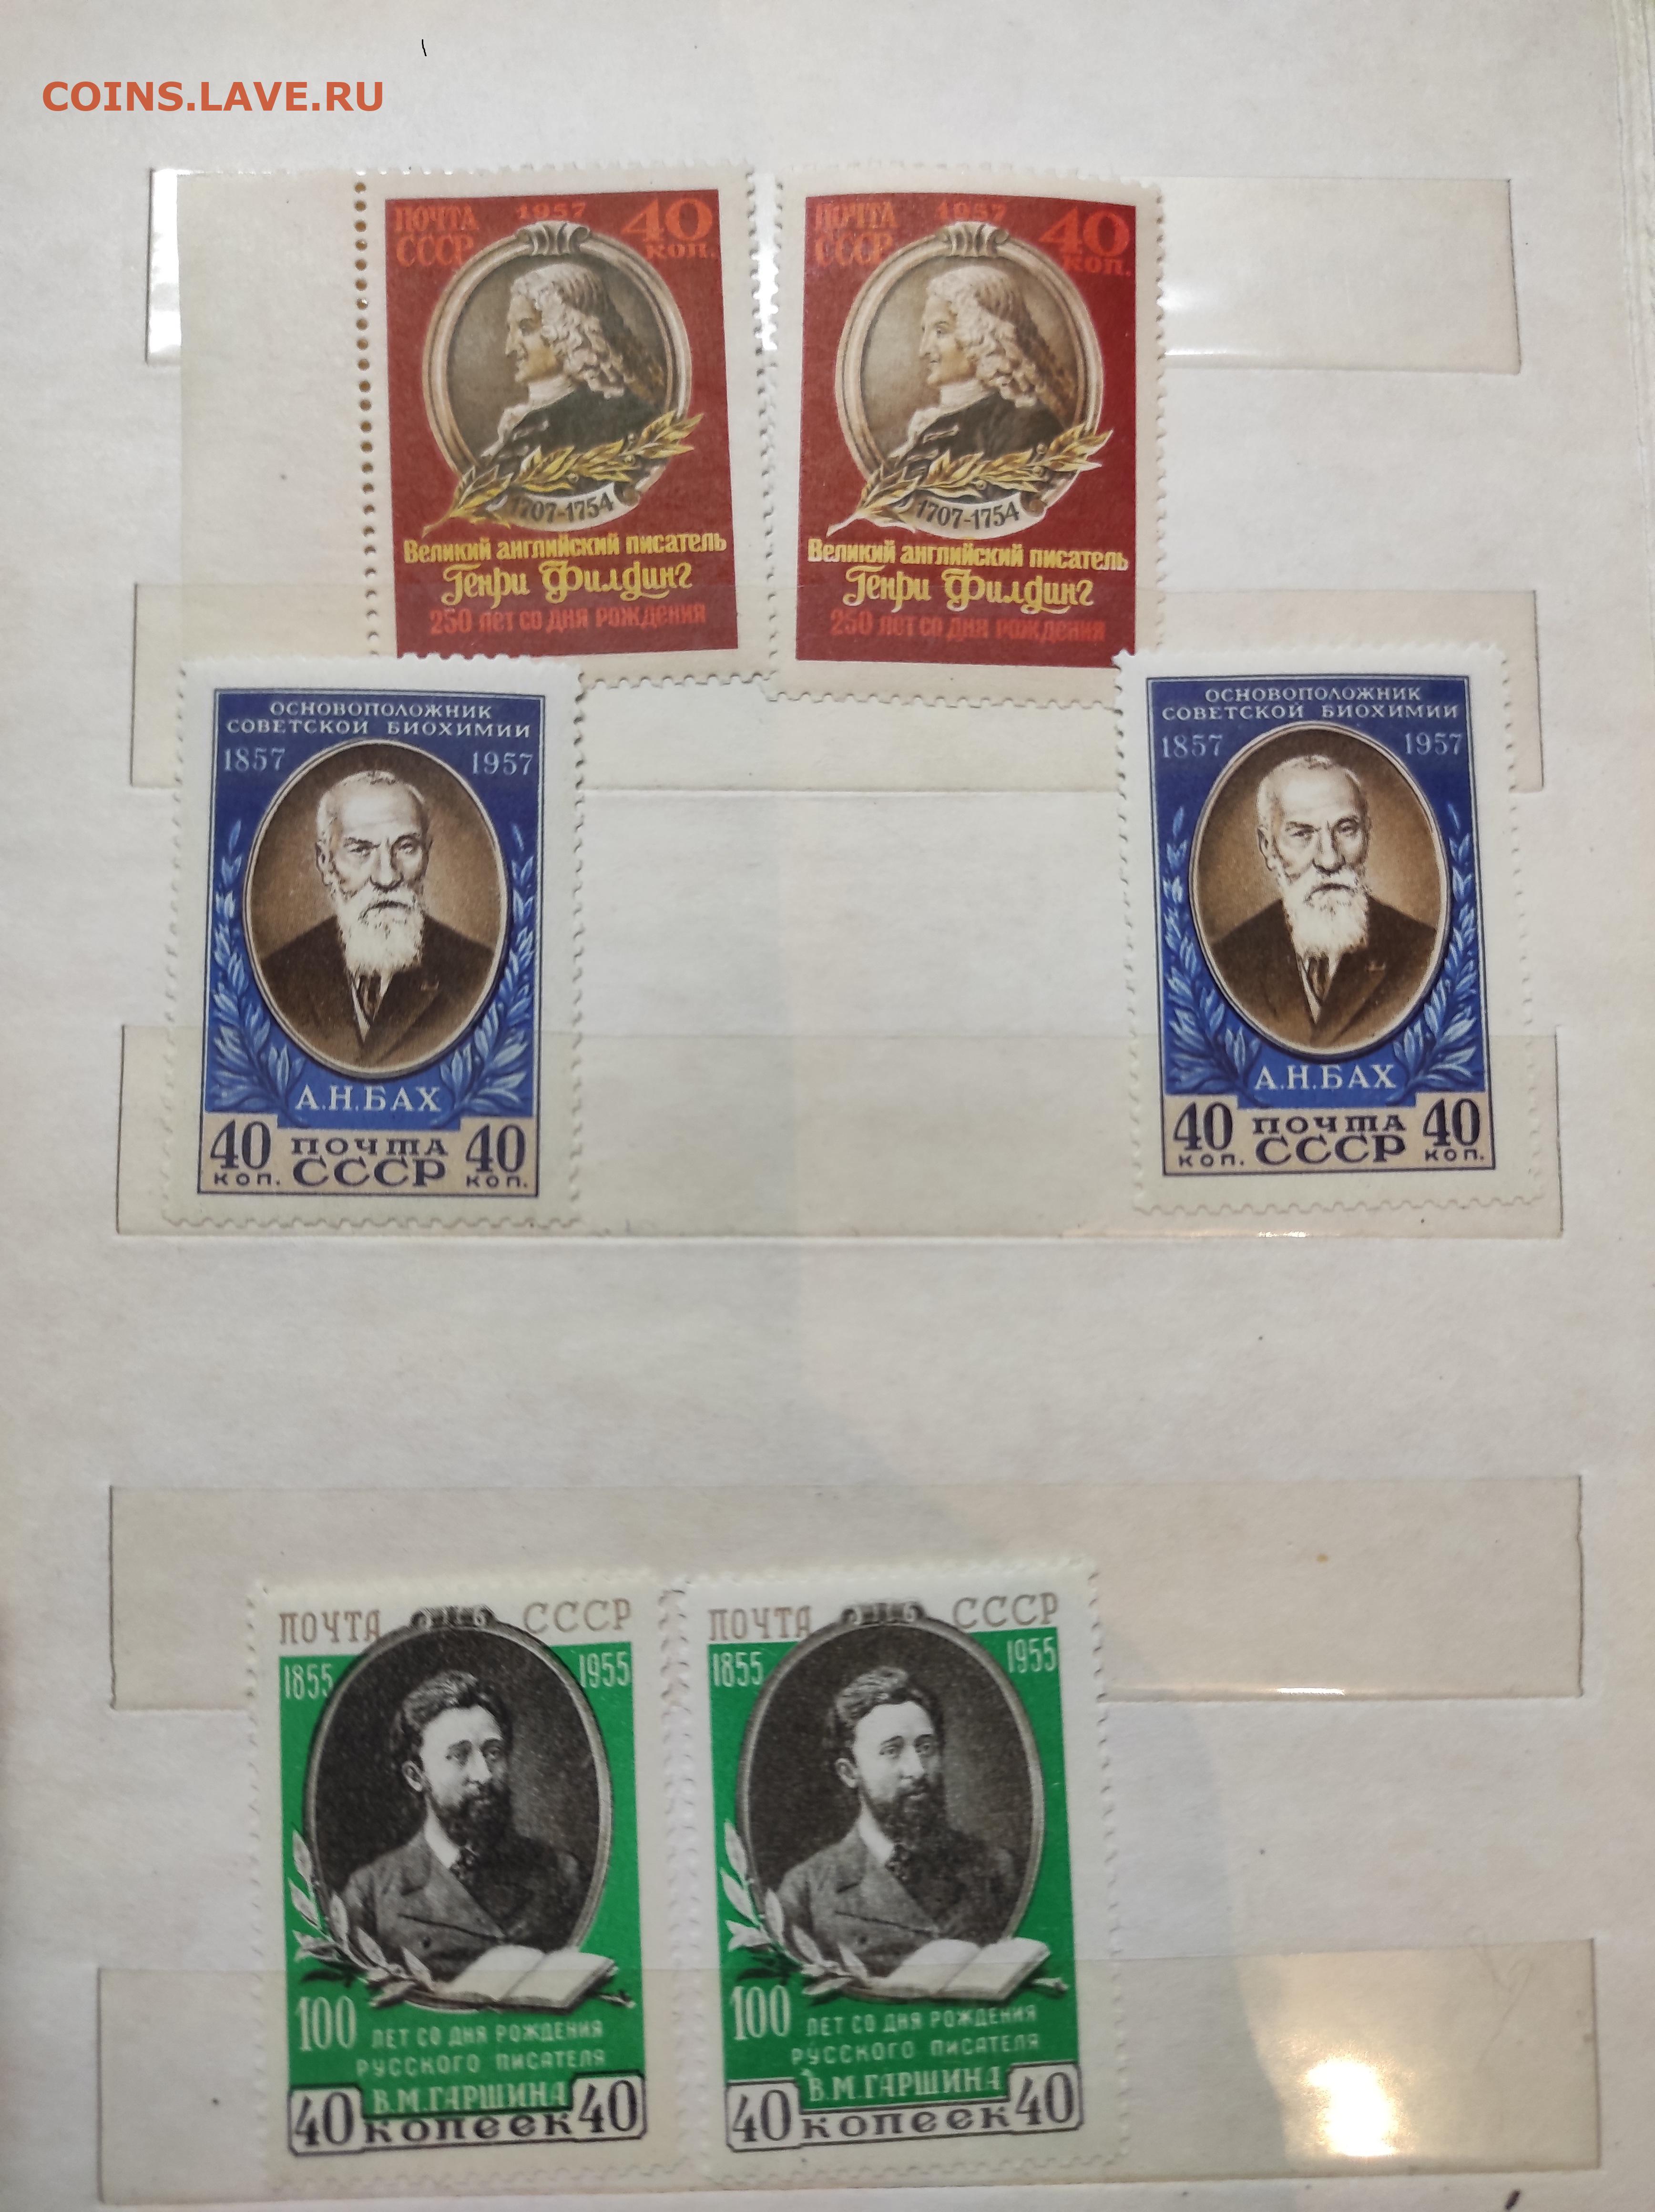 COINS.LAVE.RU
ПОЧТА 1957 40
СССР КОП.
1707-1754
Великий английский писатель
Генри Филдинг
250 лет со дня рождения
ПОЧТА 1957 40
СССР КОП.
1707-1754
Великий английский писатель
Генри Филдинг
250 лет со дня рождения
ОСНОВОПОЛОЖНИК
СОВЕТСКОЙ БИОХИМИИ
1857 1957
А.Н.БАХ
40 ПОЧТА 40
КОП. СССР КОП.
ОСНОВОПОЛОЖНИК
СОВЕТСКОЙ БИОХИМИИ
1857 1957
А.Н.БАХ
40 ПОЧТА 40
КОП. СССР КОП.
ПОЧТА СССР
1855 1955
100 ЛЕТ СО ДНЯ РОЖДЕНИЯ
РУССКОГО ПИСАТЕЛЯ
В.М.ГАРШИНА
40 КОПЕЕК 40
ПОЧТА СССР
1855 1955
100 ЛЕТ СО ДНЯ РОЖДЕНИЯ
РУССКОГО ПИСАТЕЛЯ
В.М.ГАРШИНА
40 КОПЕЕК 40